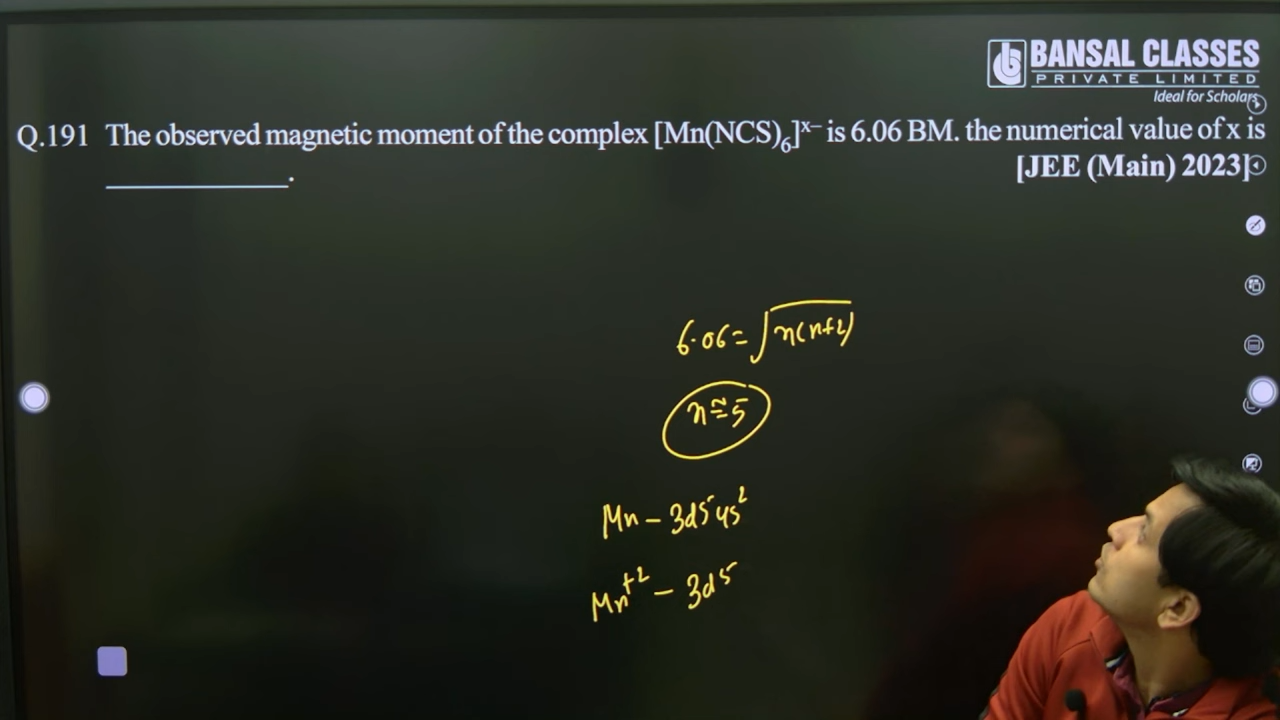 BANSAL CLASSES
PRIVATE LIMITED
Ideal for Scholars
Q.191 The observed magnetic moment of the complex [Mn(NCS)₆]ˣ⁻ is 6.06 BM. the numerical value of x is
____________. [JEE (Main) 2023]
6.06 = √n(n+2)
n ≅ 5
Mn – 3d⁵ 4s²
Mn⁺² – 3d⁵